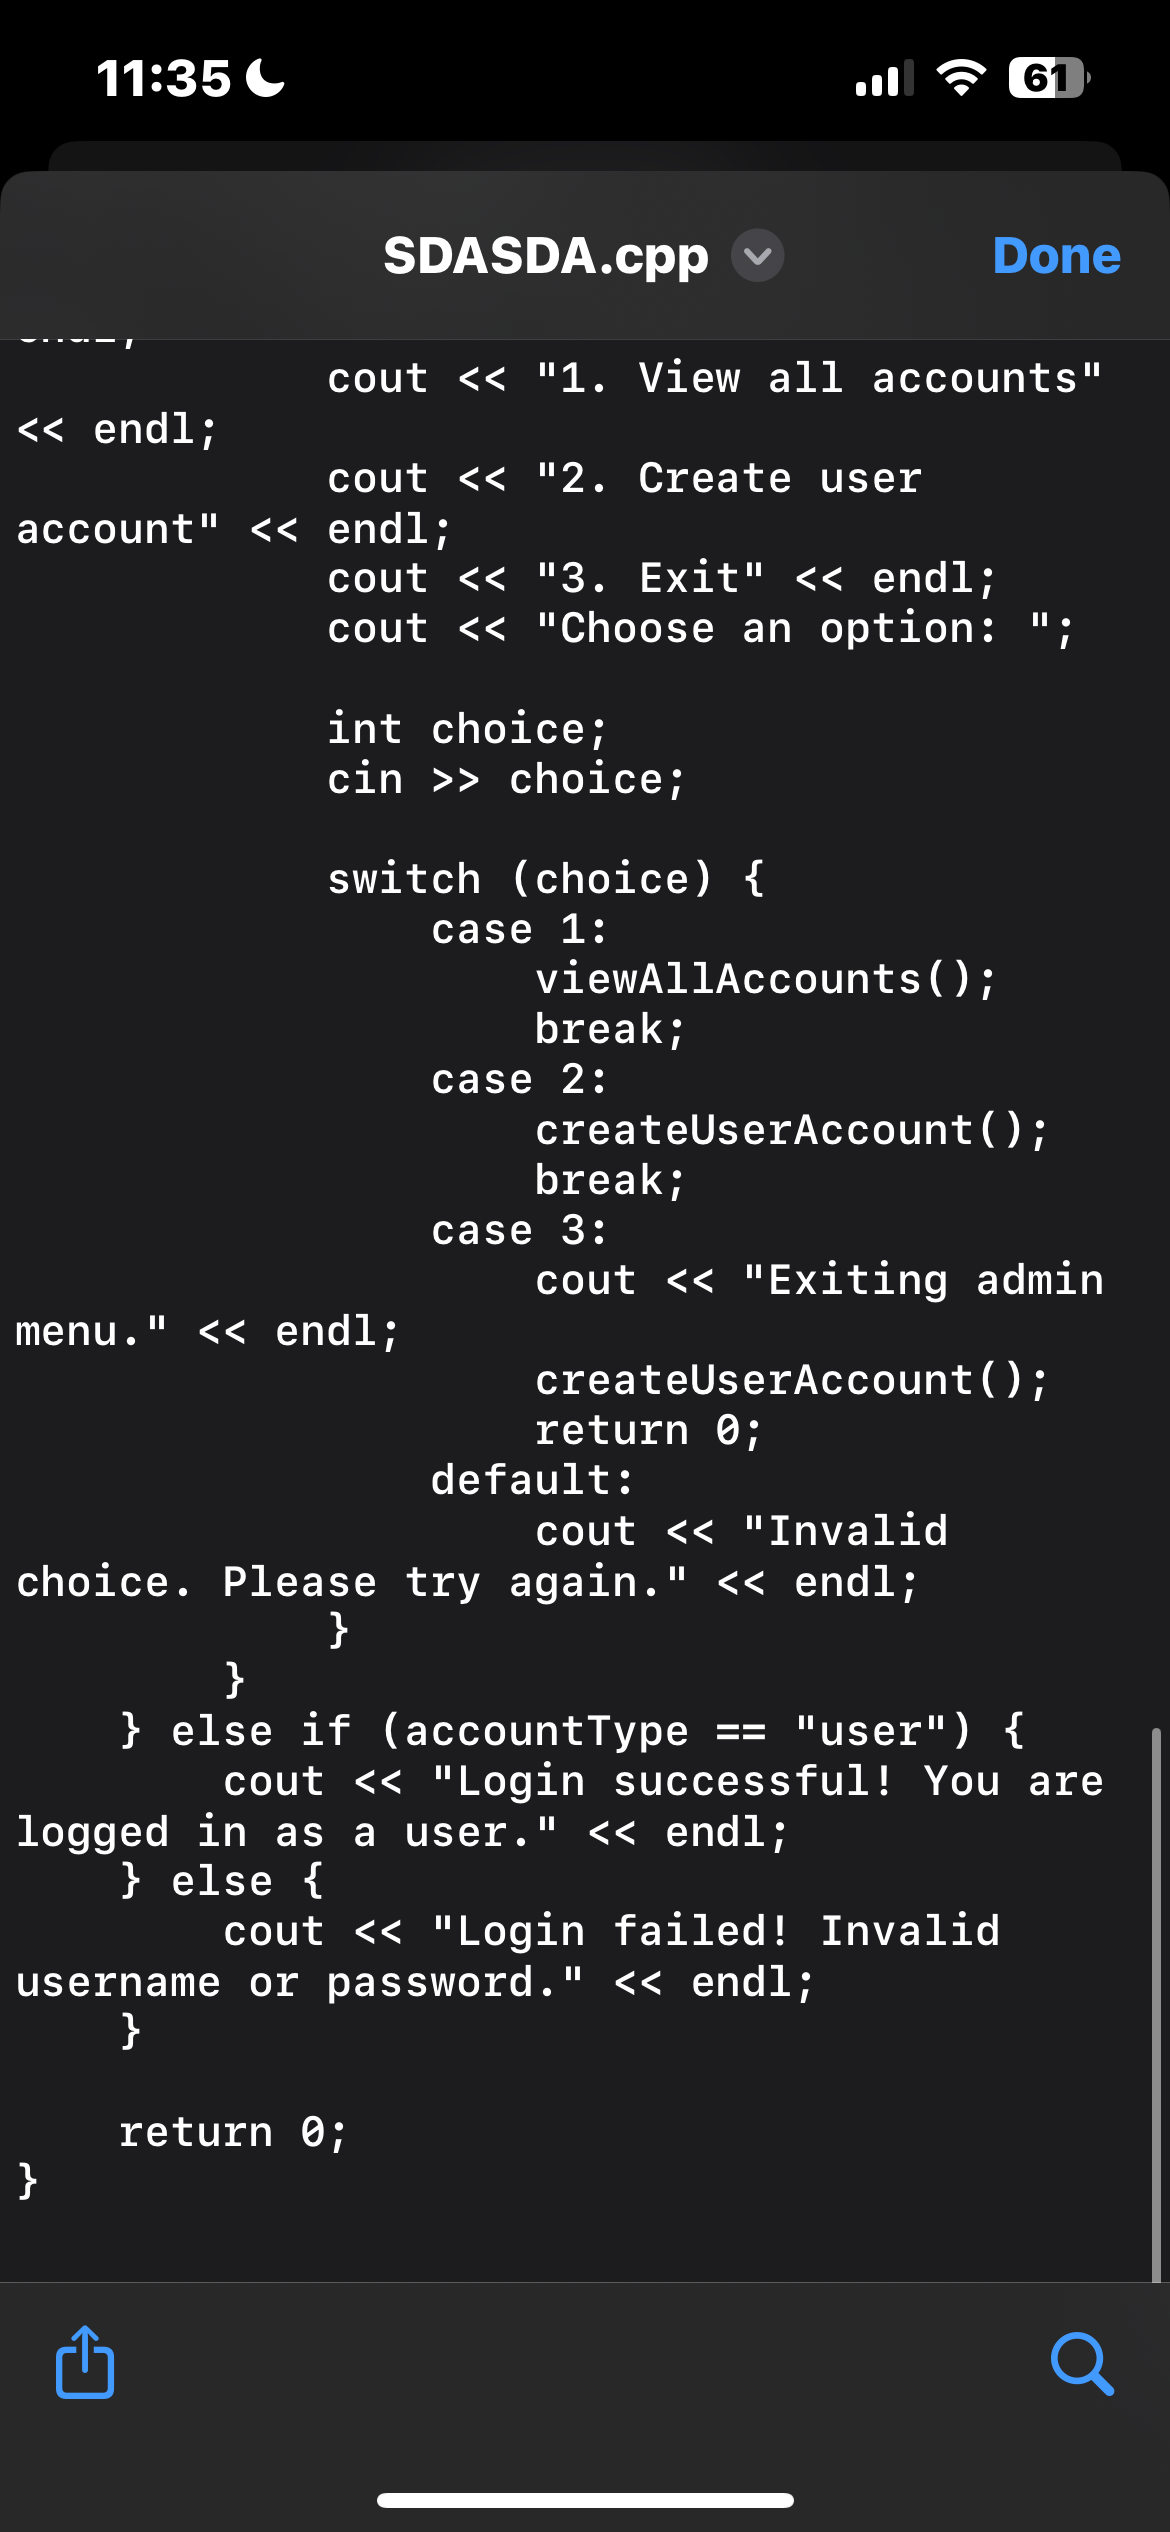 11:35
61
SDASDA.cpp
Done
            cout << "1. View all accounts"
<< endl;
            cout << "2. Create user
account" << endl;
            cout << "3. Exit" << endl;
            cout << "Choose an option: ";

            int choice;
            cin >> choice;

            switch (choice) {
                case 1:
                    viewAllAccounts();
                    break;
                case 2:
                    createUserAccount();
                    break;
                case 3:
                    cout << "Exiting admin
menu." << endl;
                    createUserAccount();
                    return 0;
                default:
                    cout << "Invalid
choice. Please try again." << endl;
            }
        }
    } else if (accountType == "user") {
        cout << "Login successful! You are
logged in as a user." << endl;
    } else {
        cout << "Login failed! Invalid
username or password." << endl;
    }

    return 0;
}